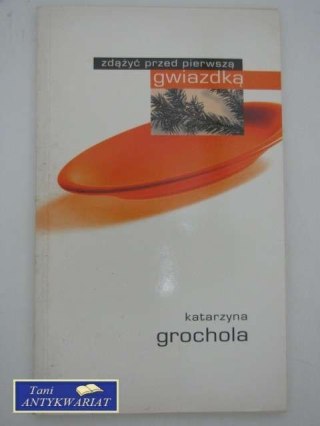 zdążyć przed pierwszą
gwiazdką
katarzyna
grochola
Tani
ANTYKWARIAT